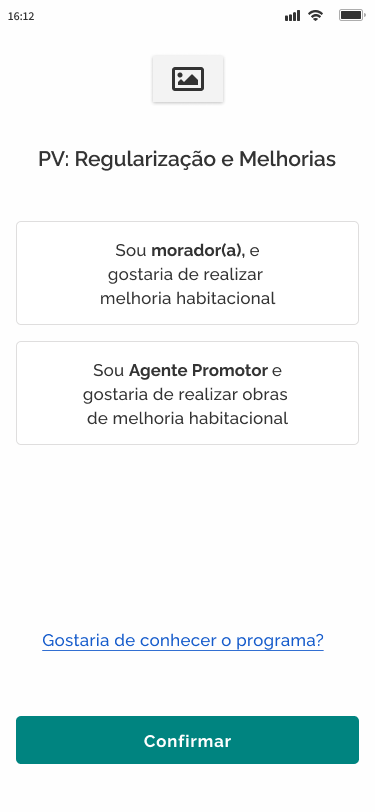 16:12
PV: Regularização e Melhorias
Sou morador(a), e
gostaria de realizar
melhoria habitacional
Sou Agente Promotor e
gostaria de realizar obras
de melhoria habitacional
Gostaria de conhecer o programa?
Confirmar